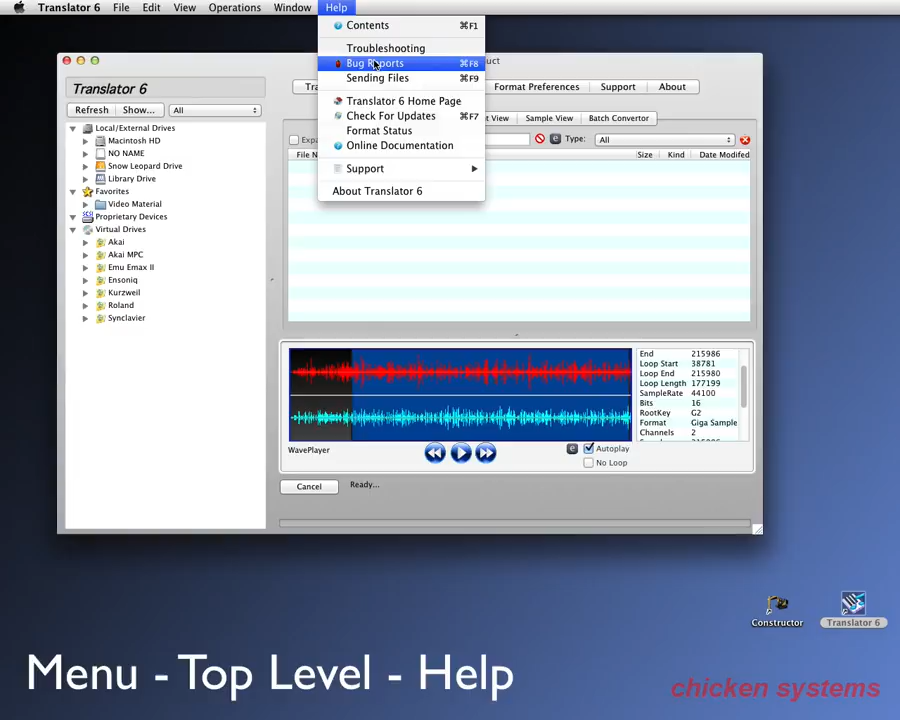 Translator 6 File Edit View Operations Window Help
Contents ⌘F1
Troubleshooting
Bug Reports ⌘F8
Sending Files ⌘F9
Translator 6 Home Page
Check For Updates ⌘F7
Format Status
Online Documentation
Support
About Translator 6
Translator 6
Refresh Show... All
Local/External Drives
Macintosh HD
NO NAME
Snow Leopard Drive
Library Drive
Favorites
Video Material
Proprietary Devices
Virtual Drives
Akai
Akai MPC
Emu Emax II
Ensoniq
Kurzweil
Roland
Synclavier
Format Preferences Support About
View Sample View Batch Convertor
Type: All
File N Size Kind Date Modifed
End 215986
Loop Start 38781
Loop End 215980
Loop Length 177199
SampleRate 44100
Bits 16
RootKey G2
Format Giga Sample
Channels 2
WavePlayer
Autoplay
No Loop
Cancel Ready...
Constructor Translator 6
Menu - Top Level - Help
chicken systems